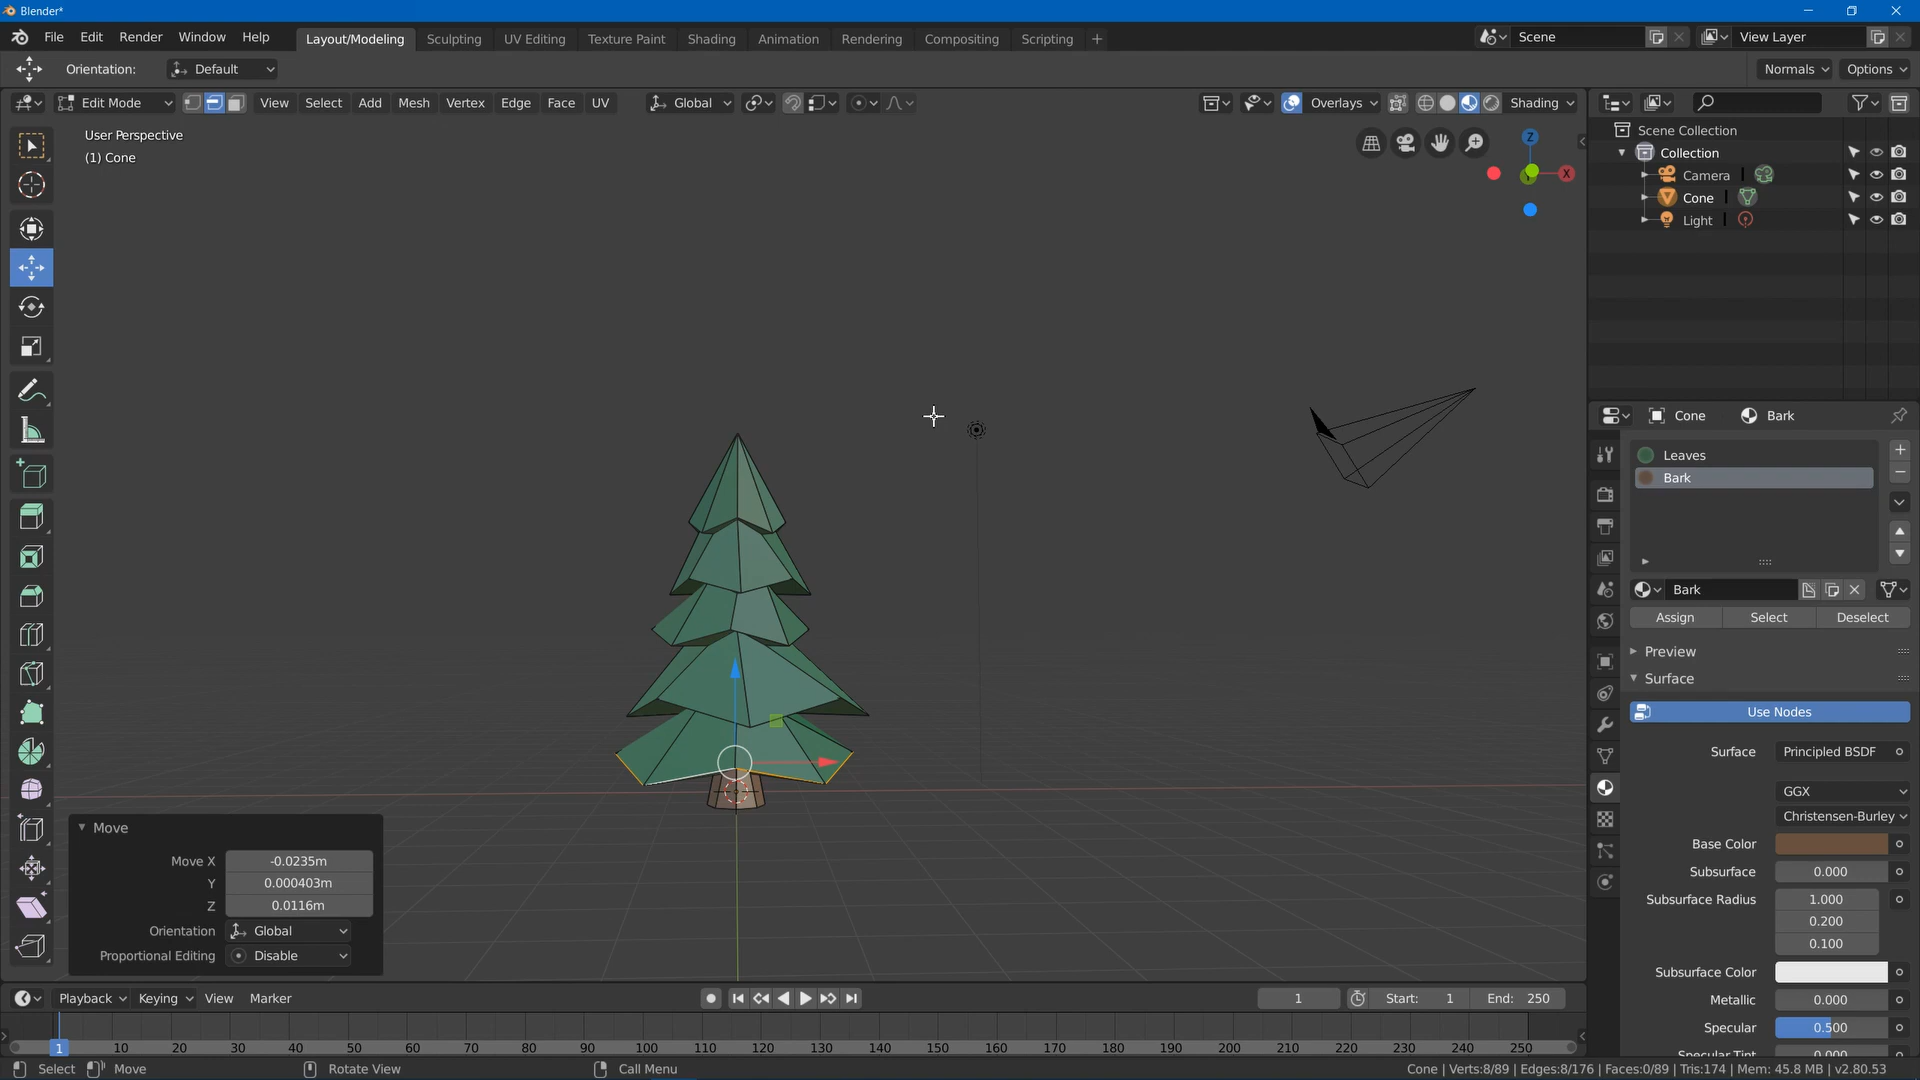 Blender*
File Edit Render Window Help Layout/Modeling Sculpting UV Editing Texture Paint Shading Animation Rendering Compositing Scripting + Scene View Layer
Orientation: Default Normals Options
Edit Mode View Select Add Mesh Vertex Edge Face UV Global Overlays Shading
User Perspective
(1) Cone
Z
X
Scene Collection
Collection
Camera
Cone
Light
Cone Bark
Leaves
Bark
Bark
Assign Select Deselect
Preview
Surface
Use Nodes
Surface Principled BSDF
GGX
Christensen-Burley
Base Color
Subsurface 0.000
Subsurface Radius 1.000
0.200
0.100
Subsurface Color
Metallic 0.000
Specular 0.500
Specular Tint 0.000
Move
Move X -0.0235m
Y 0.000403m
Z 0.0116m
Orientation Global
Proportional Editing Disable
Playback Keying View Marker 1 Start: 1 End: 250
1 10 20 30 40 50 60 70 80 90 100 110 120 130 140 150 160 170 180 190 200 210 220 230 240 250
Select Move Rotate View Call Menu Cone | Verts:8/89 | Edges:8/176 | Faces:0/89 | Tris:174 | Mem: 45.8 MB | v2.80.53